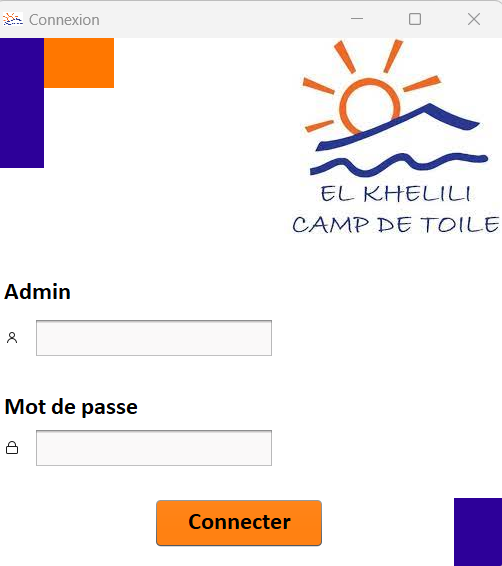 Connexion
EL KHELILI
CAMP DE TOILE
Admin
Mot de passe
Connecter